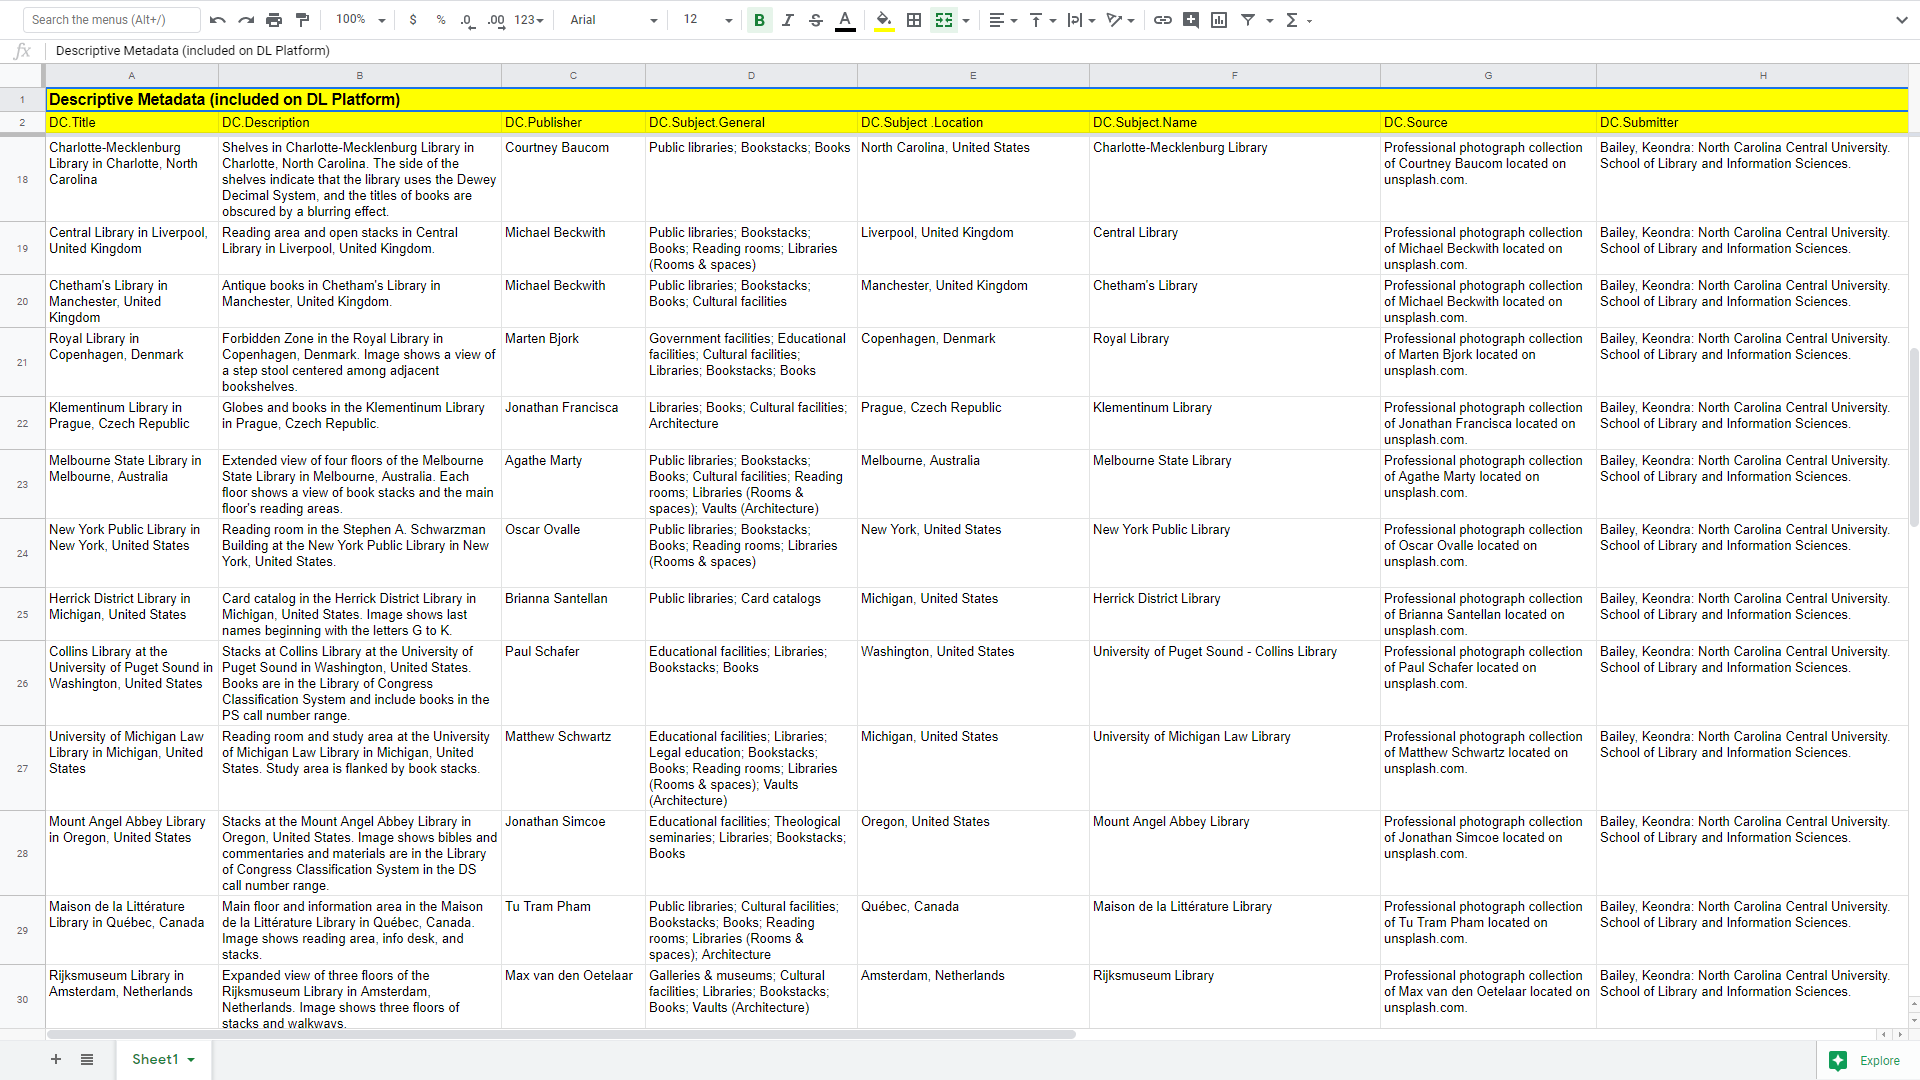 Search the menus (Alt+/)
100%
$ % .0 .00 123
Arial
12
B I S A
fx Descriptive Metadata (included on DL Platform)
A B C D E F G H
1 Descriptive Metadata (included on DL Platform)
2 DC.Title DC.Description DC.Publisher DC.Subject.General DC.Subject .Location DC.Subject.Name DC.Source DC.Submitter
18
Charlotte-Mecklenburg
Library in Charlotte, North
Carolina
Shelves in Charlotte-Mecklenburg Library in
Charlotte, North Carolina. The side of the
shelves indicate that the library uses the Dewey
Decimal System, and the titles of books are
obscured by a blurring effect.
Courtney Baucom
Public libraries; Bookstacks; Books
North Carolina, United States
Charlotte-Mecklenburg Library
Professional photograph collection
of Courtney Baucom located on
unsplash.com.
Bailey, Keondra: North Carolina Central University.
School of Library and Information Sciences.
19
Central Library in Liverpool,
United Kingdom
Reading area and open stacks in Central
Library in Liverpool, United Kingdom.
Michael Beckwith
Public libraries; Bookstacks;
Books; Reading rooms; Libraries
(Rooms & spaces)
Liverpool, United Kingdom
Central Library
Professional photograph collection
of Michael Beckwith located on
unsplash.com.
Bailey, Keondra: North Carolina Central University.
School of Library and Information Sciences.
20
Chetham's Library in
Manchester, United
Kingdom
Antique books in Chetham's Library in
Manchester, United Kingdom.
Michael Beckwith
Public libraries; Bookstacks;
Books; Cultural facilities
Manchester, United Kingdom
Chetham's Library
Professional photograph collection
of Michael Beckwith located on
unsplash.com.
Bailey, Keondra: North Carolina Central University.
School of Library and Information Sciences.
21
Royal Library in
Copenhagen, Denmark
Forbidden Zone in the Royal Library in
Copenhagen, Denmark. Image shows a view of
a step stool centered among adjacent
bookshelves.
Marten Bjork
Government facilities; Educational
facilities; Cultural facilities;
Libraries; Bookstacks; Books
Copenhagen, Denmark
Royal Library
Professional photograph collection
of Marten Bjork located on
unsplash.com.
Bailey, Keondra: North Carolina Central University.
School of Library and Information Sciences.
22
Klementinum Library in
Prague, Czech Republic
Globes and books in the Klementinum Library
in Prague, Czech Republic.
Jonathan Francisca
Libraries; Books; Cultural facilities;
Architecture
Prague, Czech Republic
Klementinum Library
Professional photograph collection
of Jonathan Francisca located on
unsplash.com.
Bailey, Keondra: North Carolina Central University.
School of Library and Information Sciences.
23
Melbourne State Library in
Melbourne, Australia
Extended view of four floors of the Melbourne
State Library in Melbourne, Australia. Each
floor shows a view of book stacks and the main
floor's reading areas.
Agathe Marty
Public libraries; Bookstacks;
Books; Cultural facilities; Reading
rooms; Libraries (Rooms &
spaces); Vaults (Architecture)
Melbourne, Australia
Melbourne State Library
Professional photograph collection
of Agathe Marty located on
unsplash.com.
Bailey, Keondra: North Carolina Central University.
School of Library and Information Sciences.
24
New York Public Library in
New York, United States
Reading room in the Stephen A. Schwarzman
Building at the New York Public Library in New
York, United States.
Oscar Ovalle
Public libraries; Bookstacks;
Books; Reading rooms; Libraries
(Rooms & spaces)
New York, United States
New York Public Library
Professional photograph collection
of Oscar Ovalle located on
unsplash.com.
Bailey, Keondra: North Carolina Central University.
School of Library and Information Sciences.
25
Herrick District Library in
Michigan, United States
Card catalog in the Herrick District Library in
Michigan, United States. Image shows last
names beginning with the letters G to K.
Brianna Santellan
Public libraries; Card catalogs
Michigan, United States
Herrick District Library
Professional photograph collection
of Brianna Santellan located on
unsplash.com.
Bailey, Keondra: North Carolina Central University.
School of Library and Information Sciences.
26
Collins Library at the
University of Puget Sound in
Washington, United States
Stacks at Collins Library at the University of
Puget Sound in Washington, United States.
Books are in the Library of Congress
Classification System and include books in the
PS call number range.
Paul Schafer
Educational facilities; Libraries;
Bookstacks; Books
Washington, United States
University of Puget Sound - Collins Library
Professional photograph collection
of Paul Schafer located on
unsplash.com.
Bailey, Keondra: North Carolina Central University.
School of Library and Information Sciences.
27
University of Michigan Law
Library in Michigan, United
States
Reading room and study area at the University
of Michigan Law Library in Michigan, United
States. Study area is flanked by book stacks.
Matthew Schwartz
Educational facilities; Libraries;
Legal education; Bookstacks;
Books; Reading rooms; Libraries
(Rooms & spaces); Vaults
(Architecture)
Michigan, United States
University of Michigan Law Library
Professional photograph collection
of Matthew Schwartz located on
unsplash.com.
Bailey, Keondra: North Carolina Central University.
School of Library and Information Sciences.
28
Mount Angel Abbey Library
in Oregon, United States
Stacks at the Mount Angel Abbey Library in
Oregon, United States. Image shows bibles and
commentaries and materials are in the Library
of Congress Classification System in the DS
call number range.
Jonathan Simcoe
Educational facilities; Theological
seminaries; Libraries; Bookstacks;
Books
Oregon, United States
Mount Angel Abbey Library
Professional photograph collection
of Jonathan Simcoe located on
unsplash.com.
Bailey, Keondra: North Carolina Central University.
School of Library and Information Sciences.
29
Maison de la Littérature
Library in Québec, Canada
Main floor and information area in the Maison
de la Littérature Library in Québec, Canada.
Image shows reading area, info desk, and
stacks.
Tu Tram Pham
Public libraries; Cultural facilities;
Bookstacks; Books; Reading
rooms; Libraries (Rooms &
spaces); Architecture
Québec, Canada
Maison de la Littérature Library
Professional photograph collection
of Tu Tram Pham located on
unsplash.com.
Bailey, Keondra: North Carolina Central University.
School of Library and Information Sciences.
30
Rijksmuseum Library in
Amsterdam, Netherlands
Expanded view of three floors of the
Rijksmuseum Library in Amsterdam,
Netherlands. Image shows three floors of
stacks and walkways.
Max van den Oetelaar
Galleries & museums; Cultural
facilities; Libraries; Bookstacks;
Books; Vaults (Architecture)
Amsterdam, Netherlands
Rijksmuseum Library
Professional photograph collection
of Max van den Oetelaar located on
unsplash.com.
Bailey, Keondra: North Carolina Central University.
School of Library and Information Sciences.
Sheet1
Explore